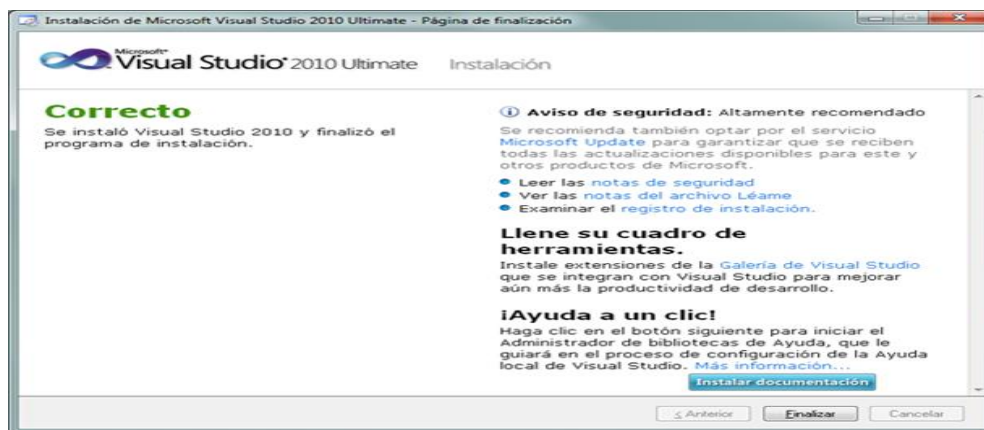 Instalación de Microsoft Visual Studio 2010 Ultimate - Página de finalización
Microsoft
Visual Studio 2010 Ultimate Instalación
Correcto
Se instaló Visual Studio 2010 y finalizó el
programa de instalación.
Aviso de seguridad: Altamente recomendado
Se recomienda también optar por el servicio
Microsoft Update para garantizar que se reciben
todas las actualizaciones disponibles para este y
otros productos de Microsoft.
Leer las notas de seguridad
Ver las notas del archivo Léame
Examinar el registro de instalación.
Llene su cuadro de
herramientas.
Instale extensiones de la Galería de Visual Studio
que se integran con Visual Studio para mejorar
aún más la productividad de desarrollo.
¡Ayuda a un clic!
Haga clic en el botón siguiente para iniciar el
Administrador de bibliotecas de Ayuda, que le
guiará en el proceso de configuración de la Ayuda
local de Visual Studio. Más información...
Instalar documentación
< Anterior Finalizar Cancelar